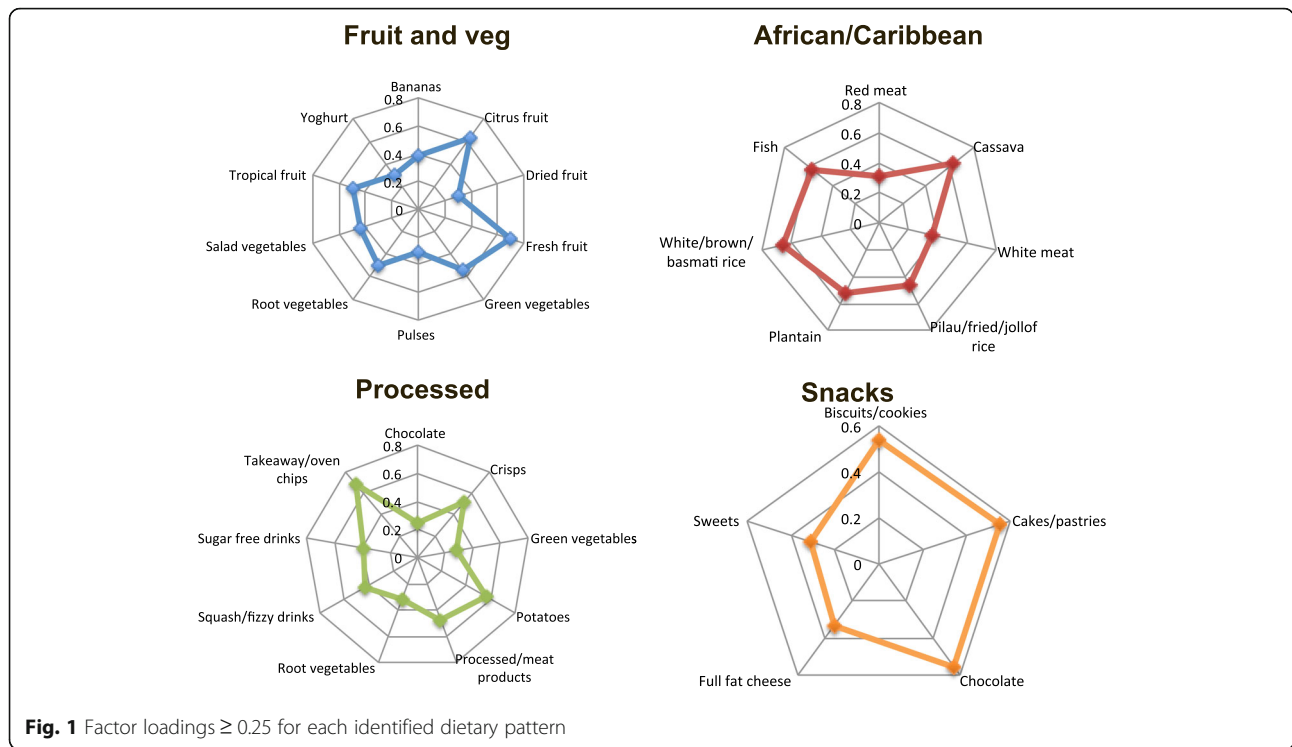 Fruit and veg
Bananas
0.8
0.6
0.4
0.2
0
Citrus fruit
Dried fruit
Fresh fruit
Green vegetables
Pulses
Root vegetables
Salad vegetables
Tropical fruit
Yoghurt
African/Caribbean
Red meat
0.8
0.6
0.4
0.2
0
Cassava
White meat
Pilau/fried/jollof
rice
Plantain
White/brown/
basmati rice
Fish
Processed
Chocolate
0.8
0.6
0.4
0.2
0
Crisps
Green vegetables
Potatoes
Processed/meat
products
Root vegetables
Squash/fizzy drinks
Sugar free drinks
Takeaway/oven
chips
Snacks
Biscuits/cookies
0.6
0.4
0.2
0
Cakes/pastries
Chocolate
Full fat cheese
Sweets
Fig. 1 Factor loadings ≥ 0.25 for each identified dietary pattern